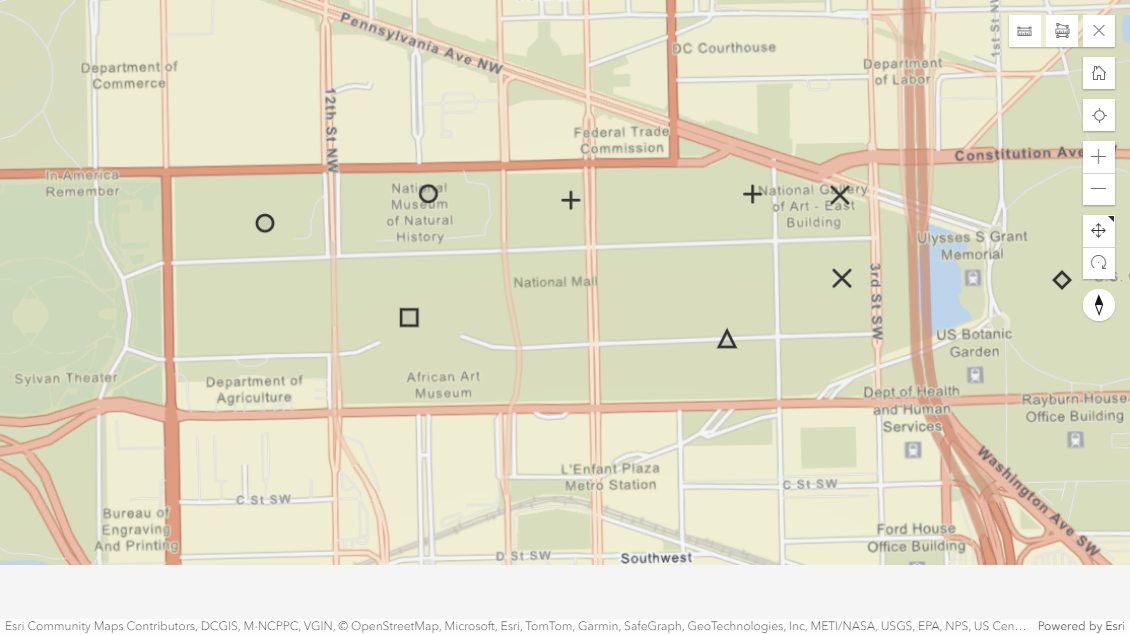 Pennsylvania Ave NW
DC Courthouse
1st St N
Department of
Commerce
Department
of Labor
12th St NW
Federal Trade
Commission
Constitution Ave
In America
Remember
National
Museum
of Natural
History
National Gallery
of Art - East
Building
Ulysses S Grant
Memorial
National Mall
3rd St SW
US Botanic
Garden
Sylvan Theater
Department of
Agriculture
African Art
Museum
Dept of Health
and Human
Services
Rayburn House
Office Building
L'Enfant Plaza
Metro Station
C St SW
C St SW
Washington Ave SW
Bureau of
Engraving
And Printing
Ford House
Office Building
D St SW
Southwest
Esri Community Maps Contributors, DCGIS, M-NCPPC, VGIN, © OpenStreetMap, Microsoft, Esri, TomTom, Garmin, SafeGraph, GeoTechnologies, Inc, METI/NASA, USGS, EPA, NPS, US Cen...
Powered by Esri